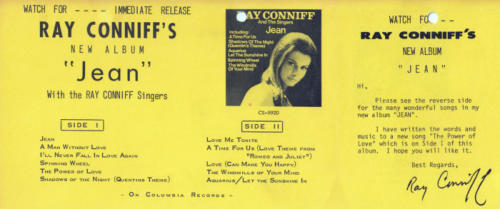 WATCH FOR ---- IMMEDIATE RELEASE
RAY CONNIFF'S
NEW ALBUM
"Jean"
With the RAY CONNIFF Singers
SIDE I
JEAN
A MAN WITHOUT LOVE
I'LL NEVER FALL IN LOVE AGAIN
SPINNING WHEEL
THE POWER OF LOVE
SHADOWS OF THE NIGHT (QUENTINS THEME)
RAY CONNIFF
And The Singers
Jean
Including:
A Time For Us
Shadows Of The Night
(Quentin's Theme)
Aquarius
Let The Sunshine In
Spinning Wheel
The Windmills
Of Your Mind
CS-9920
SIDE II
LOVE ME TONITE
A TIME FOR US (LOVE THEME FROM
"ROMEO AND JULIET")
LOVE (CAN MAKE YOU HAPPY)
THE WINDMILLS OF YOUR MIND
AQUARIUS/LET THE SUNSHINE IN
- ON COLUMBIA RECORDS -
WATCH FOR --
RAY CONNIFF'S
NEW ALBUM
"JEAN"
Hi,
Please see the reverse side
for the many wonderful songs in my
new album "JEAN".
I have written the words and
music to a new song "The Power of
Love" which is on Side I of this
album. I hope you will like it.
Best Regards,
Ray Conniff